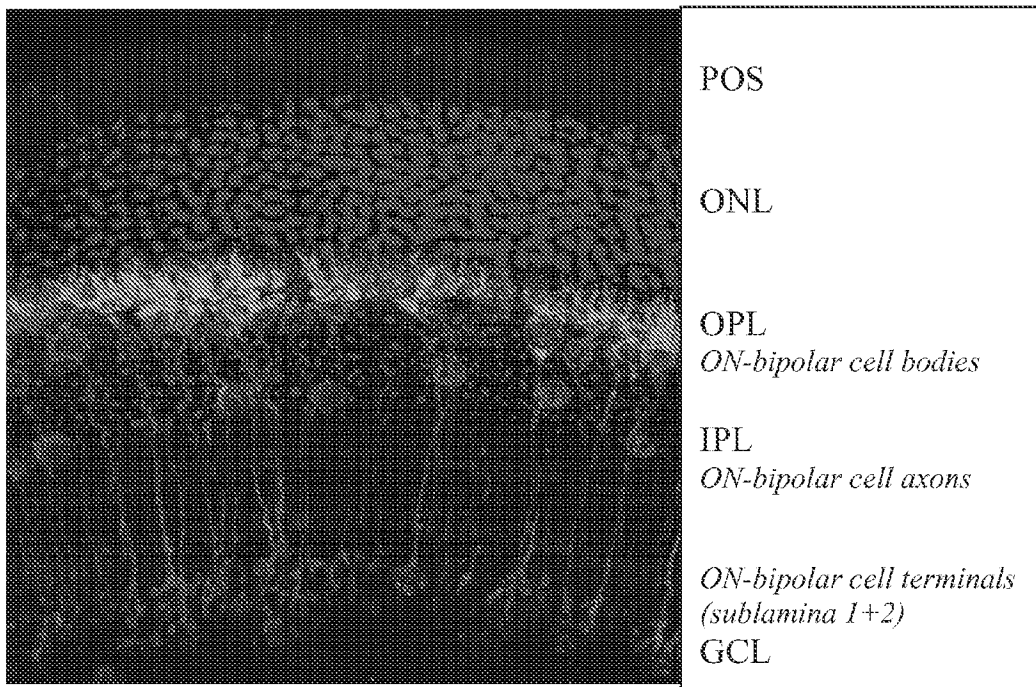 POS
ONL
OPL
ON-bipolar cell bodies
IPL
ON-bipolar cell axons
ON-bipolar cell terminals
(sublamina 1+2)
GCL